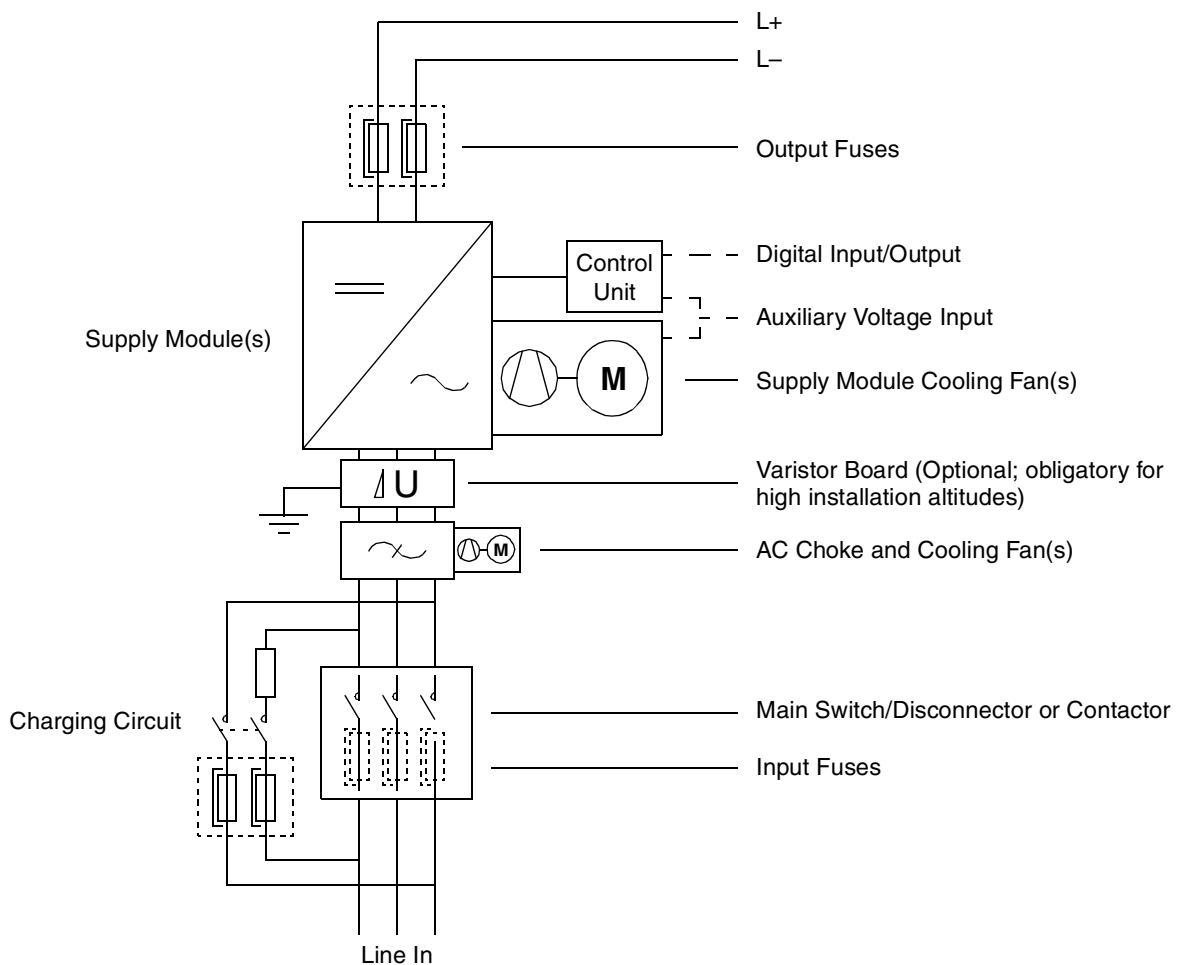 L+
L–
Output Fuses
Control
Unit
Digital Input/Output
Auxiliary Voltage Input
Supply Module(s)
M
Supply Module Cooling Fan(s)
U
Varistor Board (Optional; obligatory for
high installation altitudes)
M
AC Choke and Cooling Fan(s)
Charging Circuit
Main Switch/Disconnector or Contactor
Input Fuses
Line In